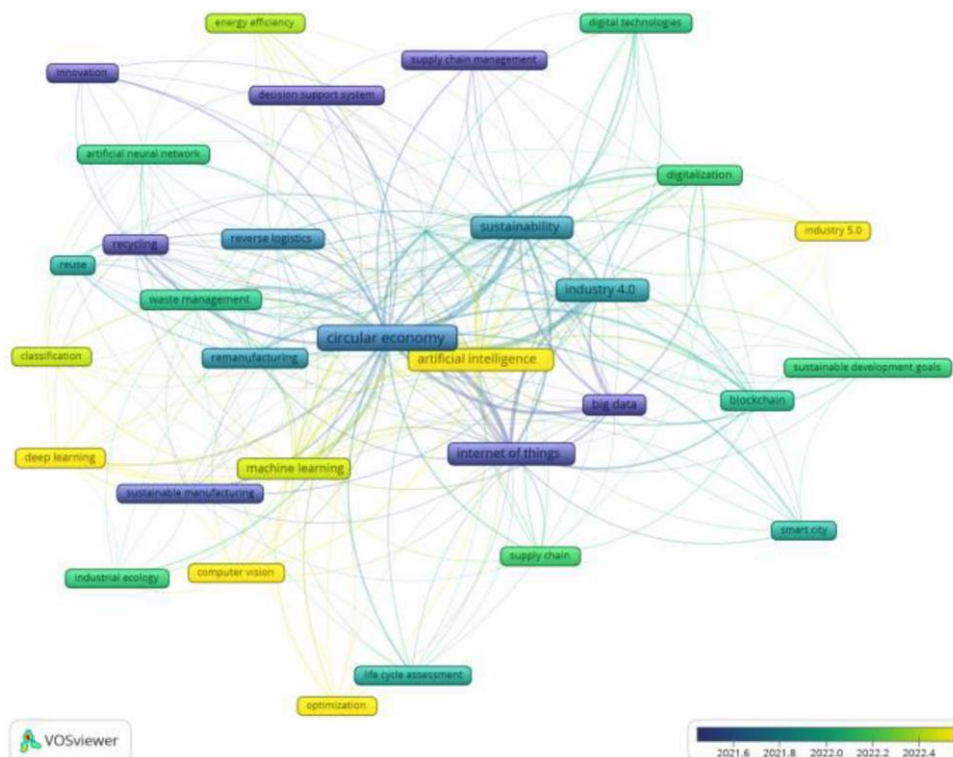 energy efficiency
digital technologies
supply chain management
innovation
decision support system
artificial neural network
digitalization
sustainability
industry 5.0
recycling
reverse logistics
reuse
industry 4.0
waste management
circular economy
classification
remanufacturing
artificial intelligence
sustainable development goals
big data
blockchain
deep learning
machine learning
internet of things
sustainable manufacturing
smart city
supply chain
industrial ecology
computer vision
life cycle assessment
optimization
VOSviewer
2021.6 2021.8 2022.0 2022.2 2022.4